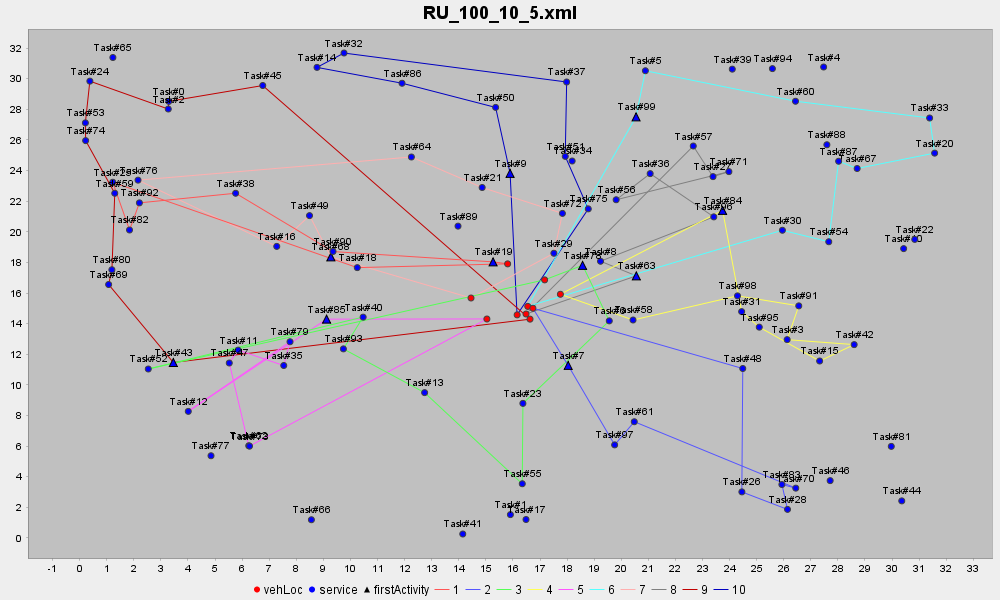 RU_100_10_5.xml
32
30
28
26
24
22
20
18
16
14
12
10
8
6
4
2
0
Task#65
Task#32
Task#14
Task#5
Task#39
Task#94
Task#4
Task#24
Task#45
Task#86
Task#37
Task#0
Task#2
Task#50
Task#60
Task#99
Task#33
Task#53
Task#74
Task#57
Task#88
Task#64
Task#51
Task#34
Task#87
Task#67
Task#20
Task#9
Task#36
Task#71
Task#76
Task#59
Task#92
Task#38
Task#21
Task#56
Task#75
Task#72
Task#84
Task#49
Task#82
Task#89
Task#30
Task#54
Task#22
Task#16
Task#90
Task#68
Task#18
Task#19
Task#29
Task#78
Task#8
Task#63
Task#80
Task#69
Task#98
Task#91
Task#31
Task#85
Task#40
Task#58
Task#95
Task#3
Task#79
Task#93
Task#11
Task#42
Task#15
Task#43
Task#52
Task#47
Task#35
Task#7
Task#48
Task#13
Task#12
Task#23
Task#61
Task#97
Task#77
Task#81
Task#55
Task#26
Task#83
Task#70
Task#46
Task#28
Task#44
Task#66
Task#1
Task#17
Task#41
-1 0 1 2 3 4 5 6 7 8 9 10 11 12 13 14 15 16 17 18 19 20 21 22 23 24 25 26 27 28 29 30 31 32 33
vehLoc service firstActivity 1 2 3 4 5 6 7 8 9 10